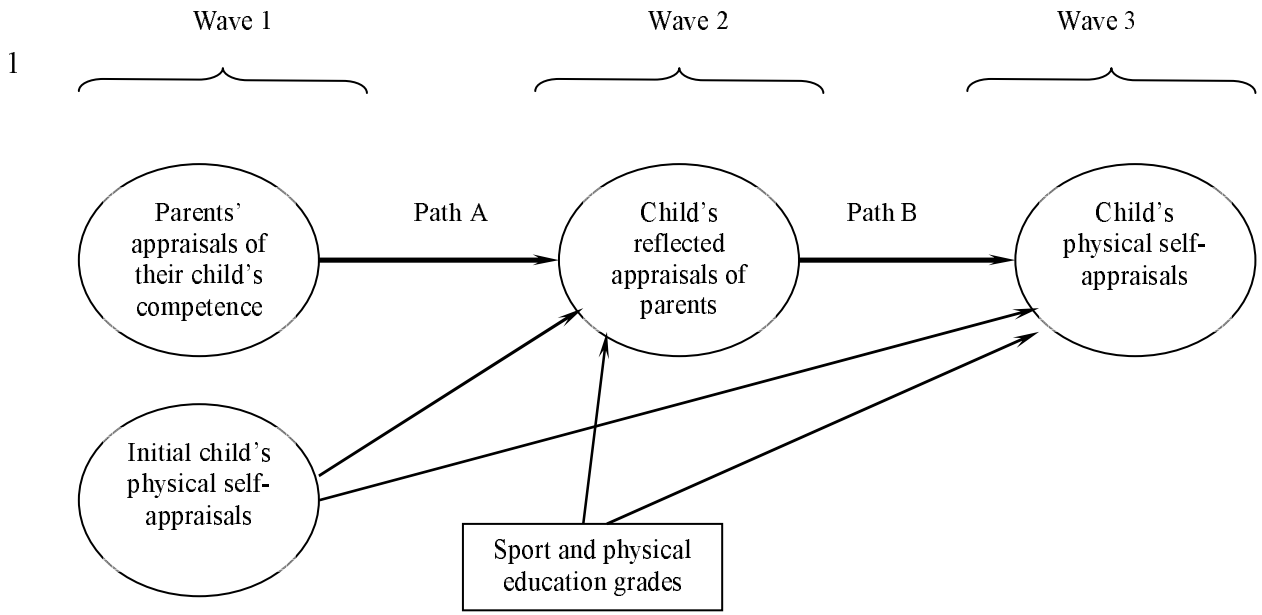 Wave 1
Wave 2
Wave 3
1
Parents’
appraisals of
their child’s
competence
Path A
Child’s
reflected
appraisals of
parents
Path B
Child’s
physical self-
appraisals
Initial child’s
physical self-
appraisals
Sport and physical
education grades